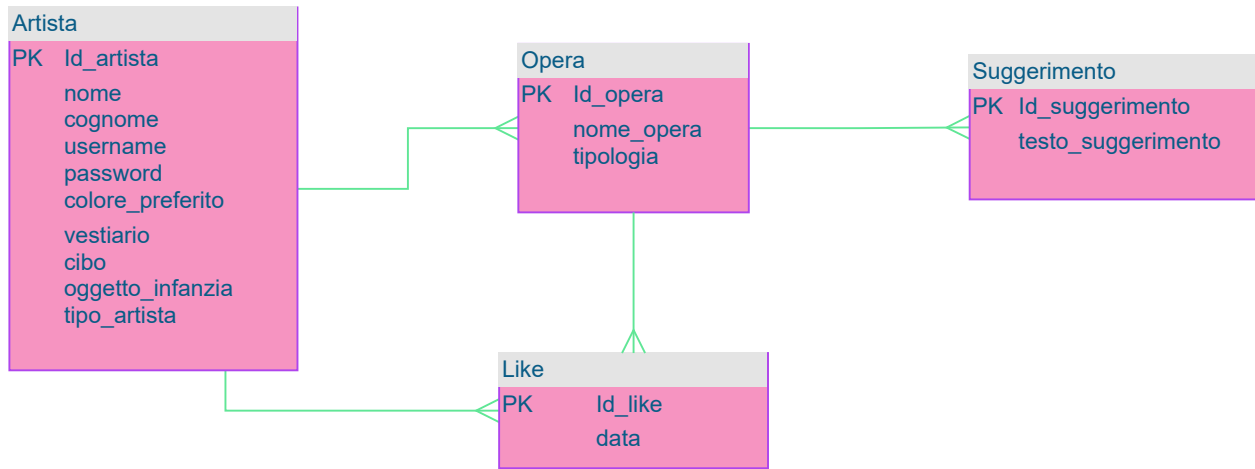 Artista
PK Id_artista
nome
cognome
username
password
colore_preferito
vestiario
cibo
oggetto_infanzia
tipo_artista
Opera
PK Id_opera
nome_opera
tipologia
Suggerimento
PK Id_suggerimento
testo_suggerimento
Like
PK Id_like
data